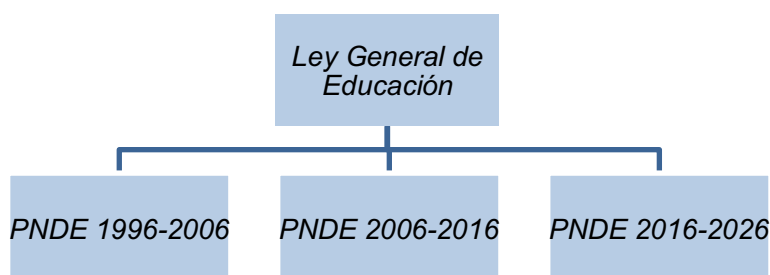 Ley General de
Educación
PNDE 1996-2006
PNDE 2006-2016
PNDE 2016-2026